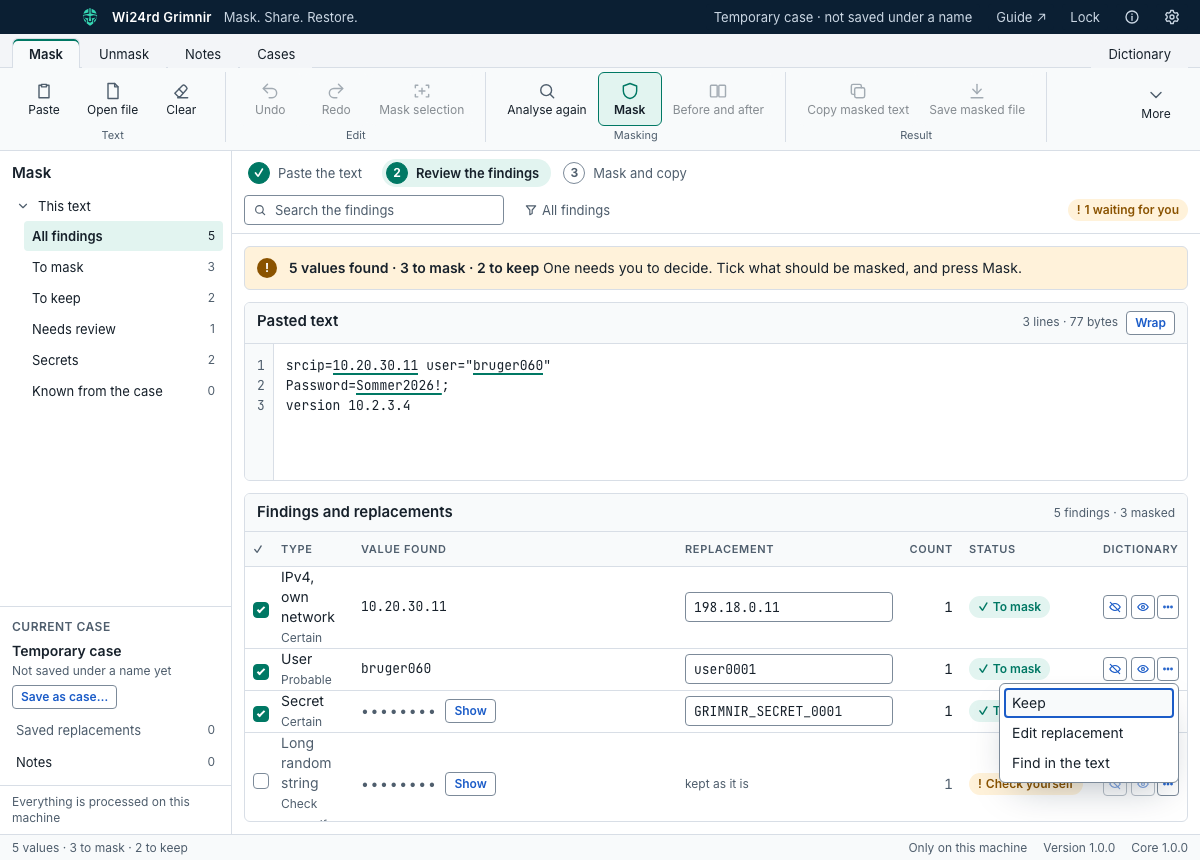 Wi24rd Grimnir Mask. Share. Restore. Temporary case · not saved under a name Guide ↗ Lock
Mask Unmask Notes Cases Dictionary
Paste Open file Clear Undo Redo Mask selection Analyse again Mask Before and after Copy masked text Save masked file More
Text Edit Masking Result
Mask
This text
All findings 5
To mask 3
To keep 2
Needs review 1
Secrets 2
Known from the case 0
CURRENT CASE
Temporary case
Not saved under a name yet
Save as case...
Saved replacements 0
Notes 0
Everything is processed on this
machine
Paste the text 2 Review the findings 3 Mask and copy
Search the findings All findings ! 1 waiting for you
! 5 values found · 3 to mask · 2 to keep One needs you to decide. Tick what should be masked, and press Mask.
Pasted text 3 lines · 77 bytes Wrap
1 srcip=10.20.30.11 user="bruger060"
2 Password=Sommer2026!;
3 version 10.2.3.4
Findings and replacements 5 findings · 3 masked
✓ TYPE VALUE FOUND REPLACEMENT COUNT STATUS DICTIONARY
IPv4,
own
network
Certain
10.20.30.11 198.18.0.11 1 ✓ To mask
User
Probable
bruger060 user0001 1 ✓ To mask
Secret
Certain
•••••••• Show GRIMNIR_SECRET_0001 1 ✓
Keep
Edit replacement
Find in the text
Long
random
string
Check
•••••••• Show kept as it is 1 ! Check yourself
5 values · 3 to mask · 2 to keep Only on this machine Version 1.0.0 Core 1.0.0